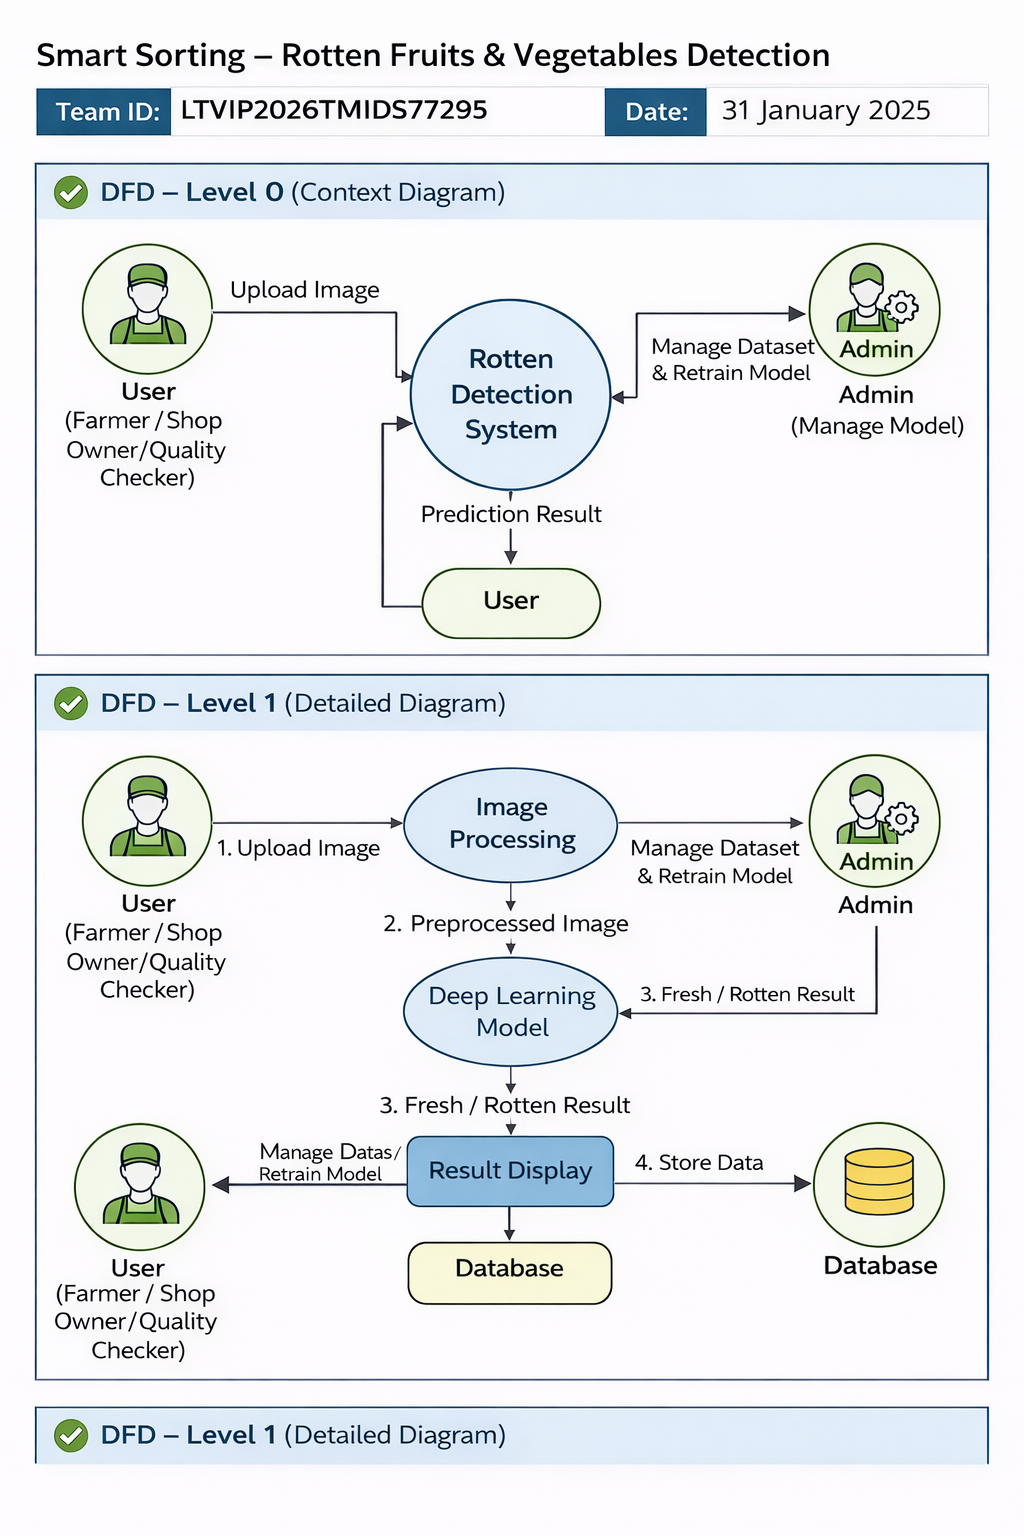 Smart Sorting – Rotten Fruits & Vegetables Detection
Team ID: LTVIP2026TMIDS77295 Date: 31 January 2025
DFD – Level 0 (Context Diagram)
Upload Image
User
(Farmer / Shop
Owner/Quality
Checker)
Rotten
Detection
System
Manage Dataset
& Retrain Model
Admin
Admin
(Manage Model)
Prediction Result
User
DFD – Level 1 (Detailed Diagram)
1. Upload Image
User
(Farmer / Shop
Owner/Quality
Checker)
Image
Processing
Manage Dataset
& Retrain Model
Admin
Admin
2. Preprocessed Image
Deep Learning
Model
3. Fresh / Rotten Result
3. Fresh / Rotten Result
Manage Datas/
Retrain Model
Result Display
4. Store Data
User
(Farmer / Shop
Owner/Quality
Checker)
Database
Database
DFD – Level 1 (Detailed Diagram)